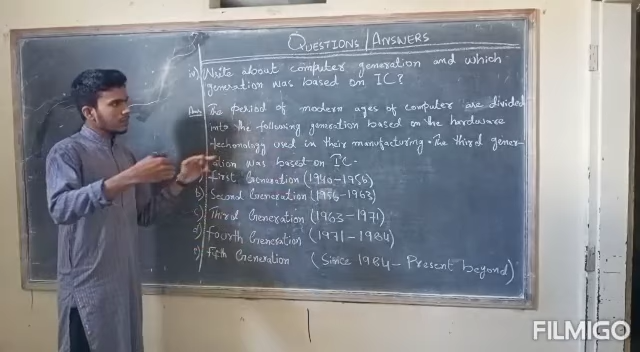 QUESTIONS / ANSWERS
iv) Write about computer generation and which
generation was based on IC?
Ans: The period of modern ages of computer are divided
into the following generation based on the hardware
techonology used in their manufacturing. The third gener-
ation was based on IC.
First Generation (1940-1956)
b) Second Generation (1956-1963)
c) Third Generation (1963-1971)
d) Fourth Generation (1971-1984)
e) Fifth Generation (Since 1984- Present beyond)
FILMIGO